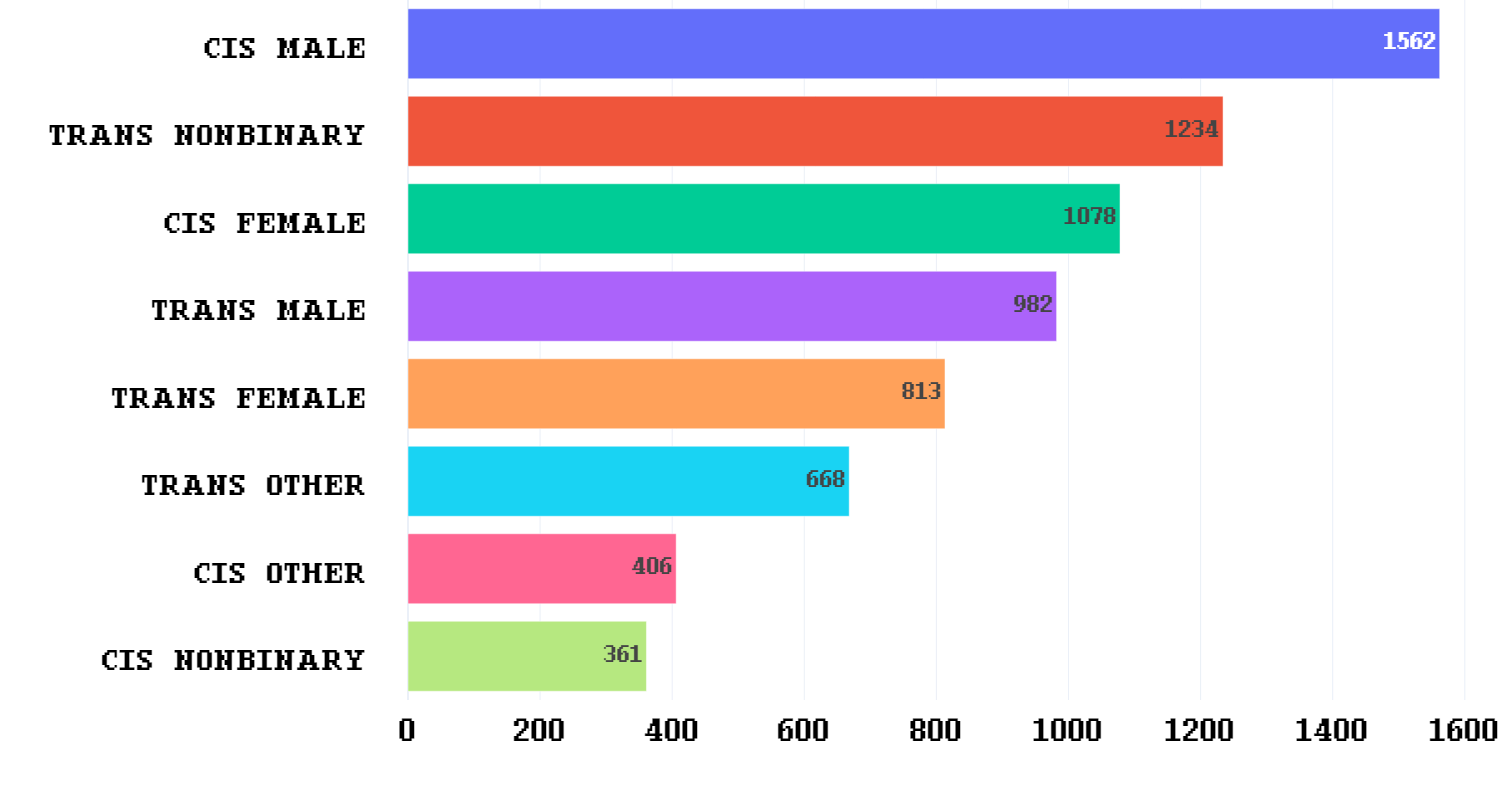 CIS MALE 1562
TRANS NONBINARY 1234
CIS FEMALE 1078
TRANS MALE 982
TRANS FEMALE 813
TRANS OTHER 668
CIS OTHER 406
CIS NONBINARY 361
0 200 400 600 800 1000 1200 1400 1600